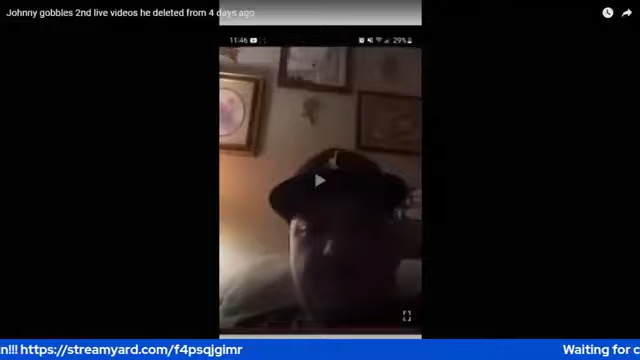 Johnny gobbles 2nd live videos he deleted from 4 days ago
11:46
29%
n!!! https://streamyard.com/f4psqjgimr
Waiting for c